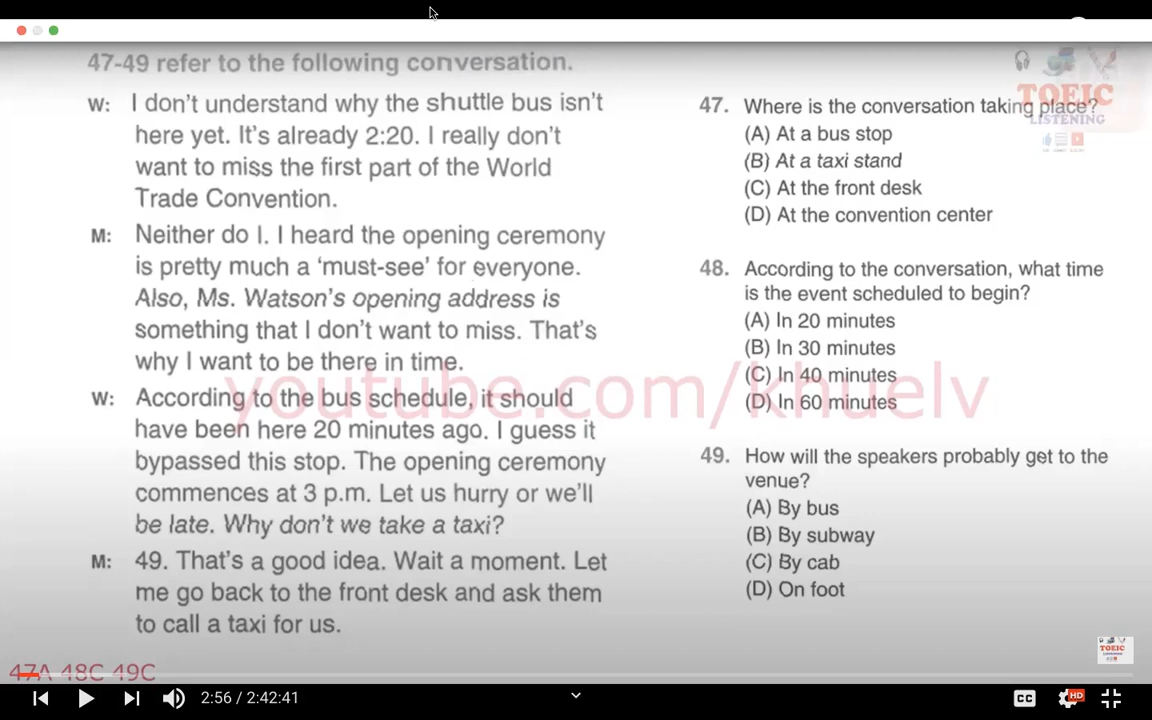 47-49 refer to the following conversation.
W: I don't understand why the shuttle bus isn't
here yet. It's already 2:20. I really don't
want to miss the first part of the World
Trade Convention.
M: Neither do I. I heard the opening ceremony
is pretty much a 'must-see' for everyone.
Also, Ms. Watson's opening address is
something that I don't want to miss. That's
why I want to be there in time.
W: According to the bus schedule, it should
have been here 20 minutes ago. I guess it
bypassed this stop. The opening ceremony
commences at 3 p.m. Let us hurry or we'll
be late. Why don't we take a taxi?
M: 49. That's a good idea. Wait a moment. Let
me go back to the front desk and ask them
to call a taxi for us.
47. Where is the conversation taking place?
(A) At a bus stop
(B) At a taxi stand
(C) At the front desk
(D) At the convention center
48. According to the conversation, what time
is the event scheduled to begin?
(A) In 20 minutes
(B) In 30 minutes
(C) In 40 minutes
(D) In 60 minutes
49. How will the speakers probably get to the
venue?
(A) By bus
(B) By subway
(C) By cab
(D) On foot
TOEIC
LISTENING
youtube.com/khuelv
TOEIC
47A 48C 49C
2:56 / 2:42:41
CC
HD